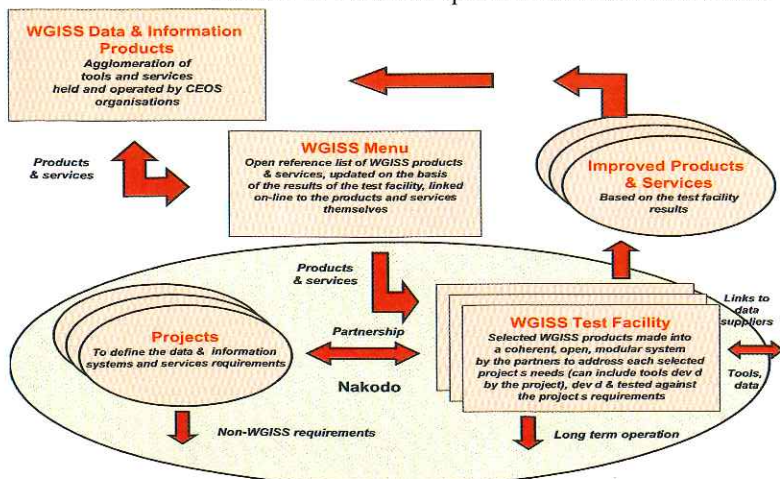 WGISS Data & Information
Products
Agglomeration of
tools and services
held and operated by CEOS
organisations
Products
& services
WGISS Menu
Open reference list of WGISS products
& services, updated on the basis
of the results of the test facility, linked
on-line to the products and services
themselves
Improved Products
& Services
Based on the test facility
results
Products
& services
Projects
To define the data & information
systems and services requirements
Partnership
Nakodo
WGISS Test Facility
Selected WGISS products made into
a coherent, open, modular system
by the partners to address each selected
project s needs (can include tools dev d
by the project), dev d & tested against
the project s requirements
Links to
data
suppliers
Tools,
data
Non-WGISS requirements
Long term operation